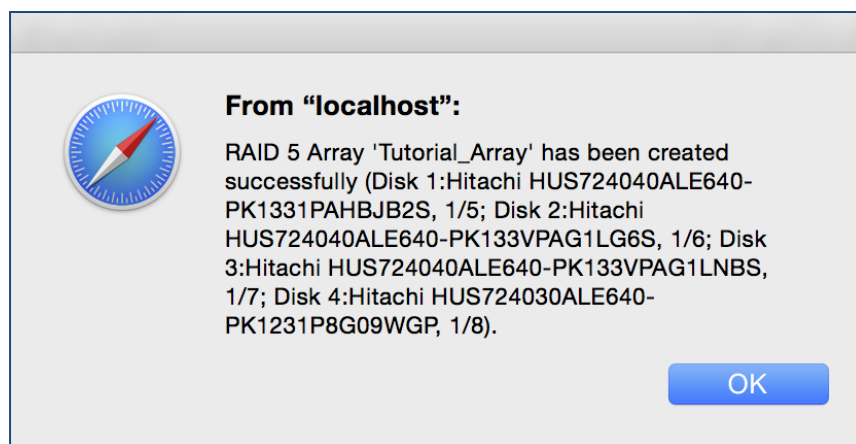 From “localhost”:
RAID 5 Array 'Tutorial_Array' has been created
successfully (Disk 1:Hitachi HUS724040ALE640-
PK1331PAHBJB2S, 1/5; Disk 2:Hitachi
HUS724040ALE640-PK133VPAG1LG6S, 1/6; Disk
3:Hitachi HUS724040ALE640-PK133VPAG1LNBS,
1/7; Disk 4:Hitachi HUS724030ALE640-
PK1231P8G09WGP, 1/8).
OK